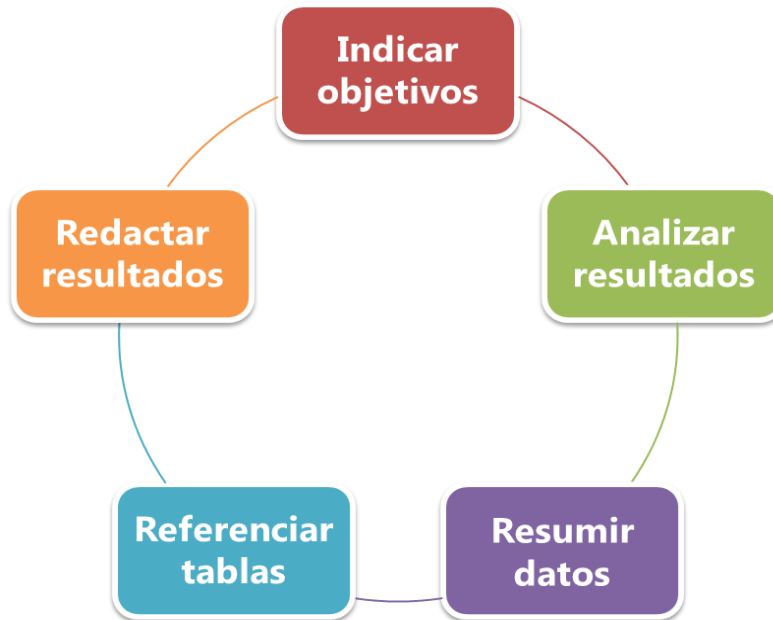 Indicar
objetivos
Analizar
resultados
Resumir
datos
Referenciar
tablas
Redactar
resultados